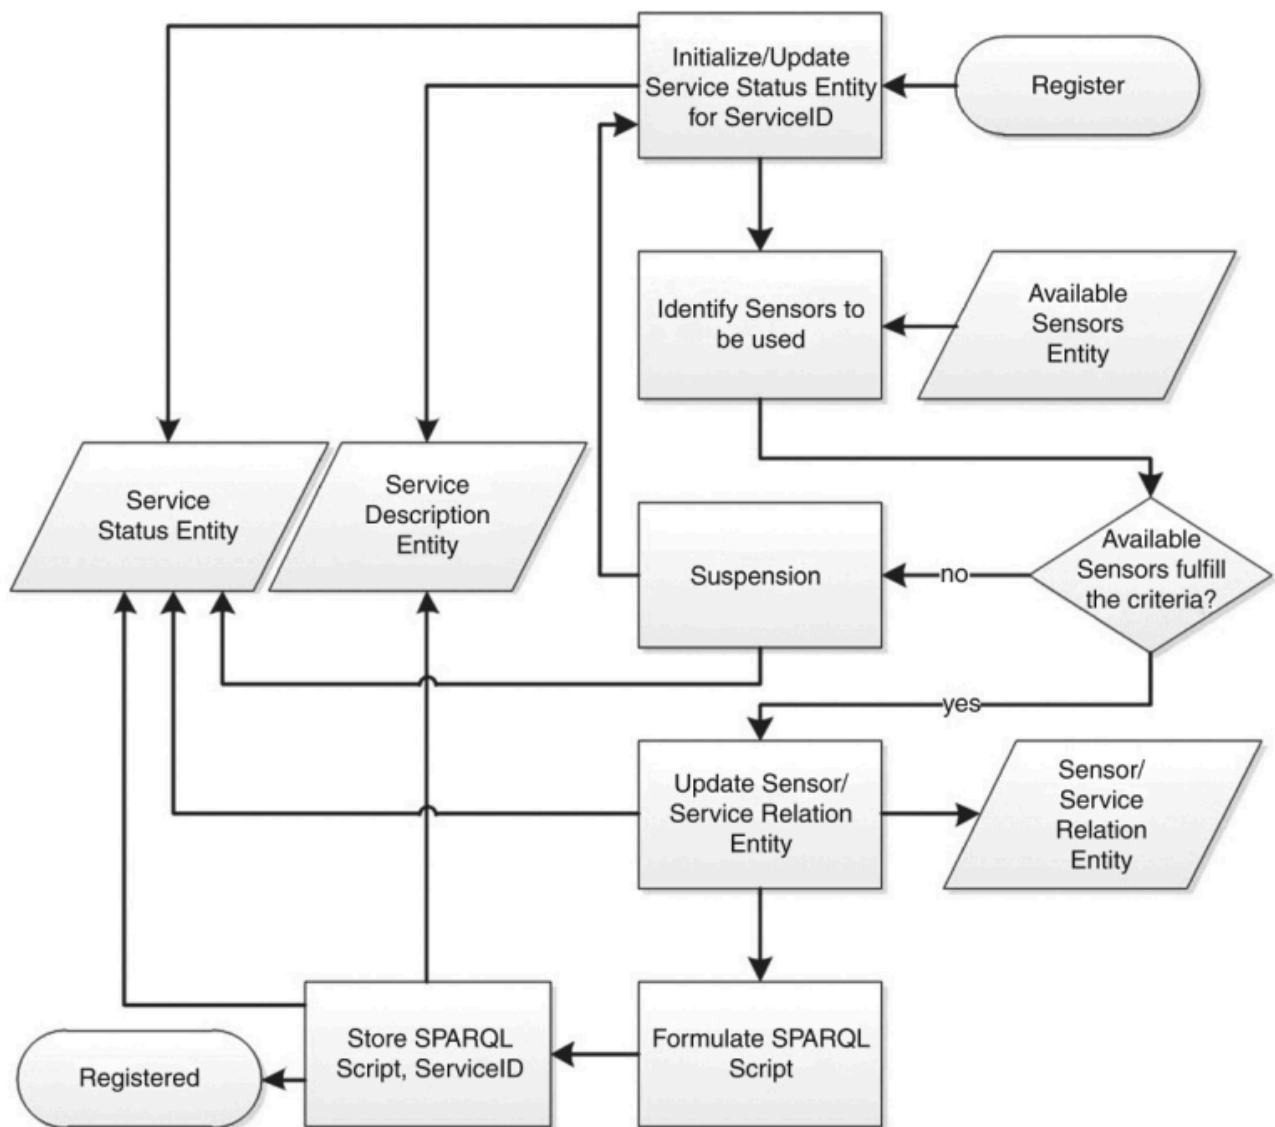 Initialize/Update
Service Status Entity
for ServiceID
Register
Identify Sensors to
be used
Available
Sensors
Entity
Service
Status Entity
Service
Description
Entity
Suspension
no
Available
Sensors fulfill
the criteria?
yes
Update Sensor/
Service Relation
Entity
Sensor/
Service
Relation
Entity
Registered
Store SPARQL
Script, ServiceID
Formulate SPARQL
Script